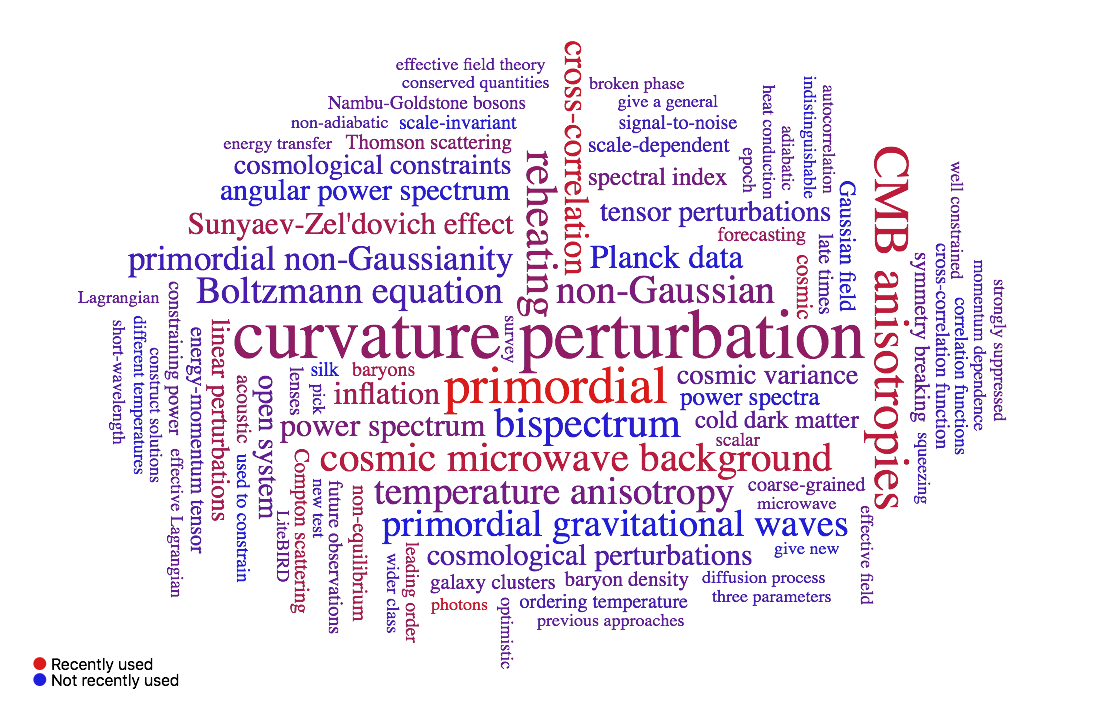 effective field theory
conserved quantities
Nambu-Goldstone bosons
non-adiabatic
scale-invariant
energy transfer
Thomson scattering
cosmological constraints
angular power spectrum
Sunyaev-Zel'dovich effect
primordial non-Gaussianity
Boltzmann equation
reheating
cross-correlation
broken phase
give a general
signal-to-noise
scale-dependent
spectral index
tensor perturbations
forecasting
Planck data
non-Gaussian
epoch
heat conduction
adiabatic
indistinguishable
autocorrelation
cosmic
late times
Gaussian field
CMB anisotropies
symmetry breaking
cross-correlation function
well constrained
correlation functions
momentum dependence
strongly suppressed
squeezing
Lagrangian
short-wavelength
different temperatures
construct solutions
constraining power
effective Lagrangian
energy-momentum tensor
linear perturbations
curvature perturbation
survey
acoustic
used to constrain
open system
lenses
silk
pick
baryons
inflation
primordial
cosmic variance
power spectra
power spectrum
bispectrum
cold dark matter
scalar
cosmic microwave background
temperature anisotropy
coarse-grained
microwave
primordial gravitational waves
give new
effective field
cosmological perturbations
LiteBIRD
Compton scattering
new test
future observations
non-equilibrium
wider class
leading order
galaxy clusters
baryon density
diffusion process
three parameters
photons
optimistic
ordering temperature
previous approaches
Recently used
Not recently used